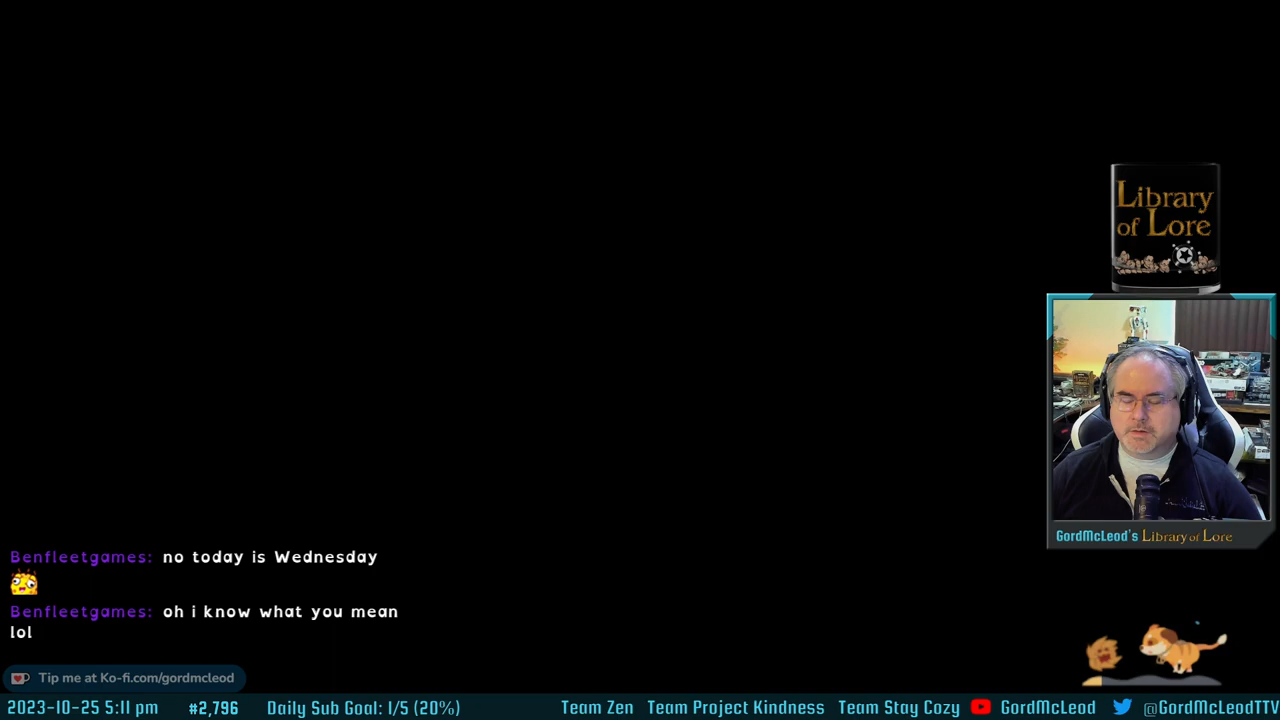 Library
of Lore
GordMcLeod's Library of Lore
Benfleetgames: no today is Wednesday
Benfleetgames: oh i know what you mean
lol
Tip me at Ko-fi.com/gordmcleod
2023-10-25 5:11 pm #2,796 Daily Sub Goal: 1/5 (20%) Team Zen Team Project Kindness Team Stay Cozy GordMcLeod @GordMcLeodTTV